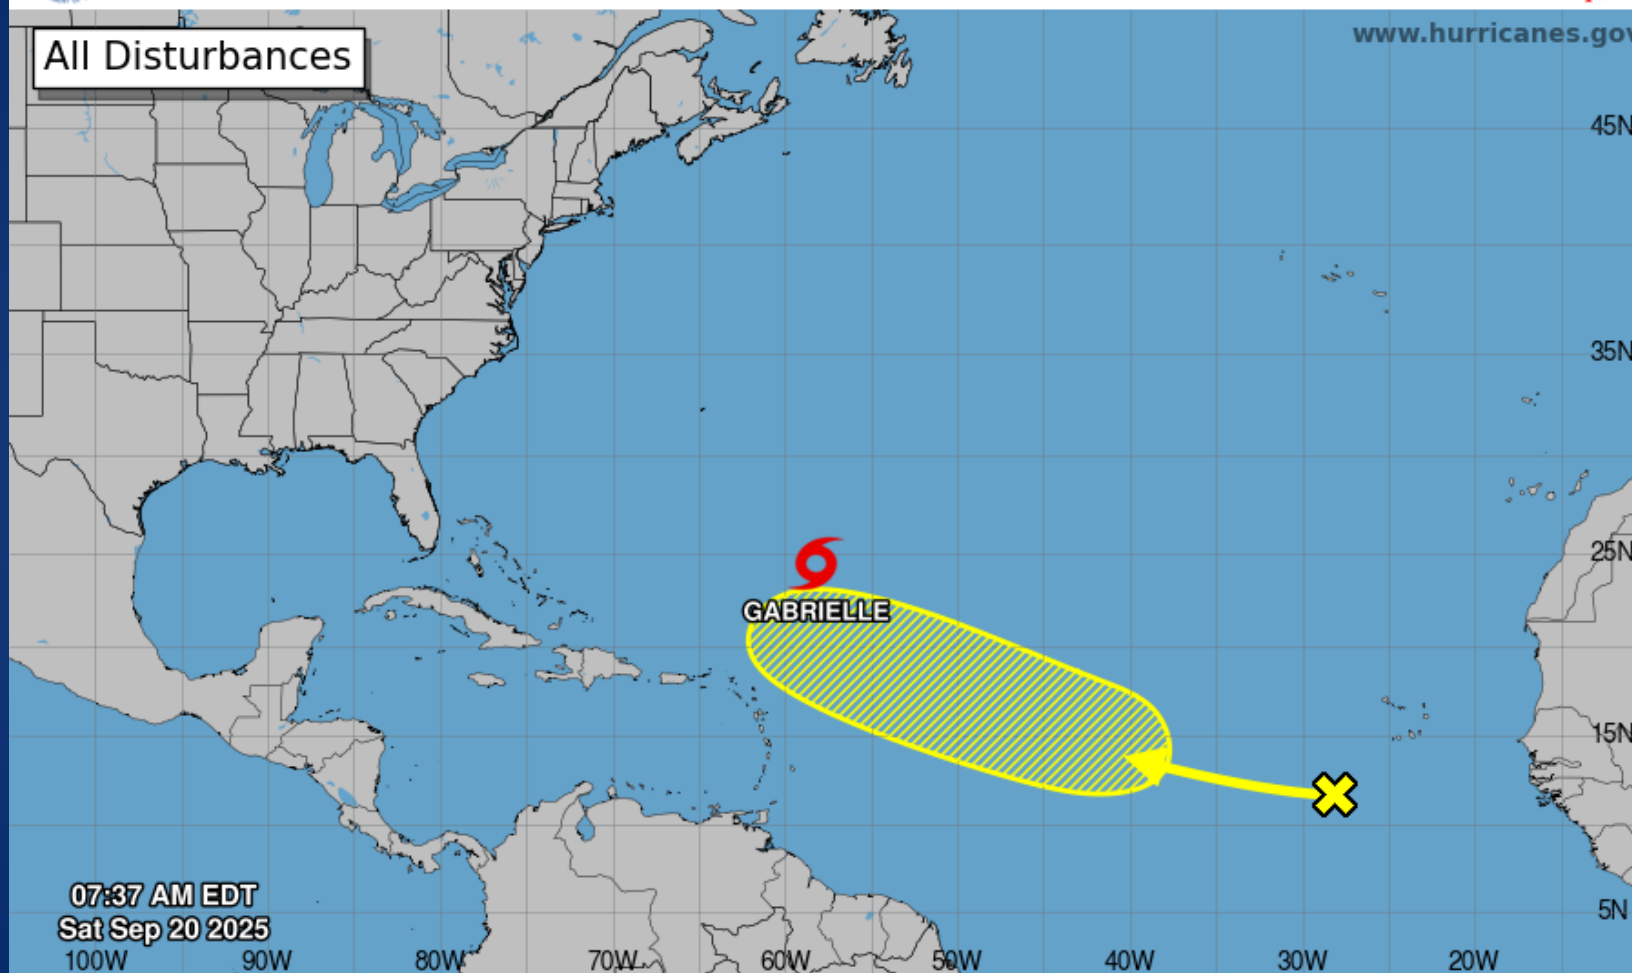 www.hurricanes.gov
All Disturbances
45N
35N
25N
GABRIELLE
15N
07:37 AM EDT
Sat Sep 20 2025
5N
100W 90W 80W 70W 60W 50W 40W 30W 20W